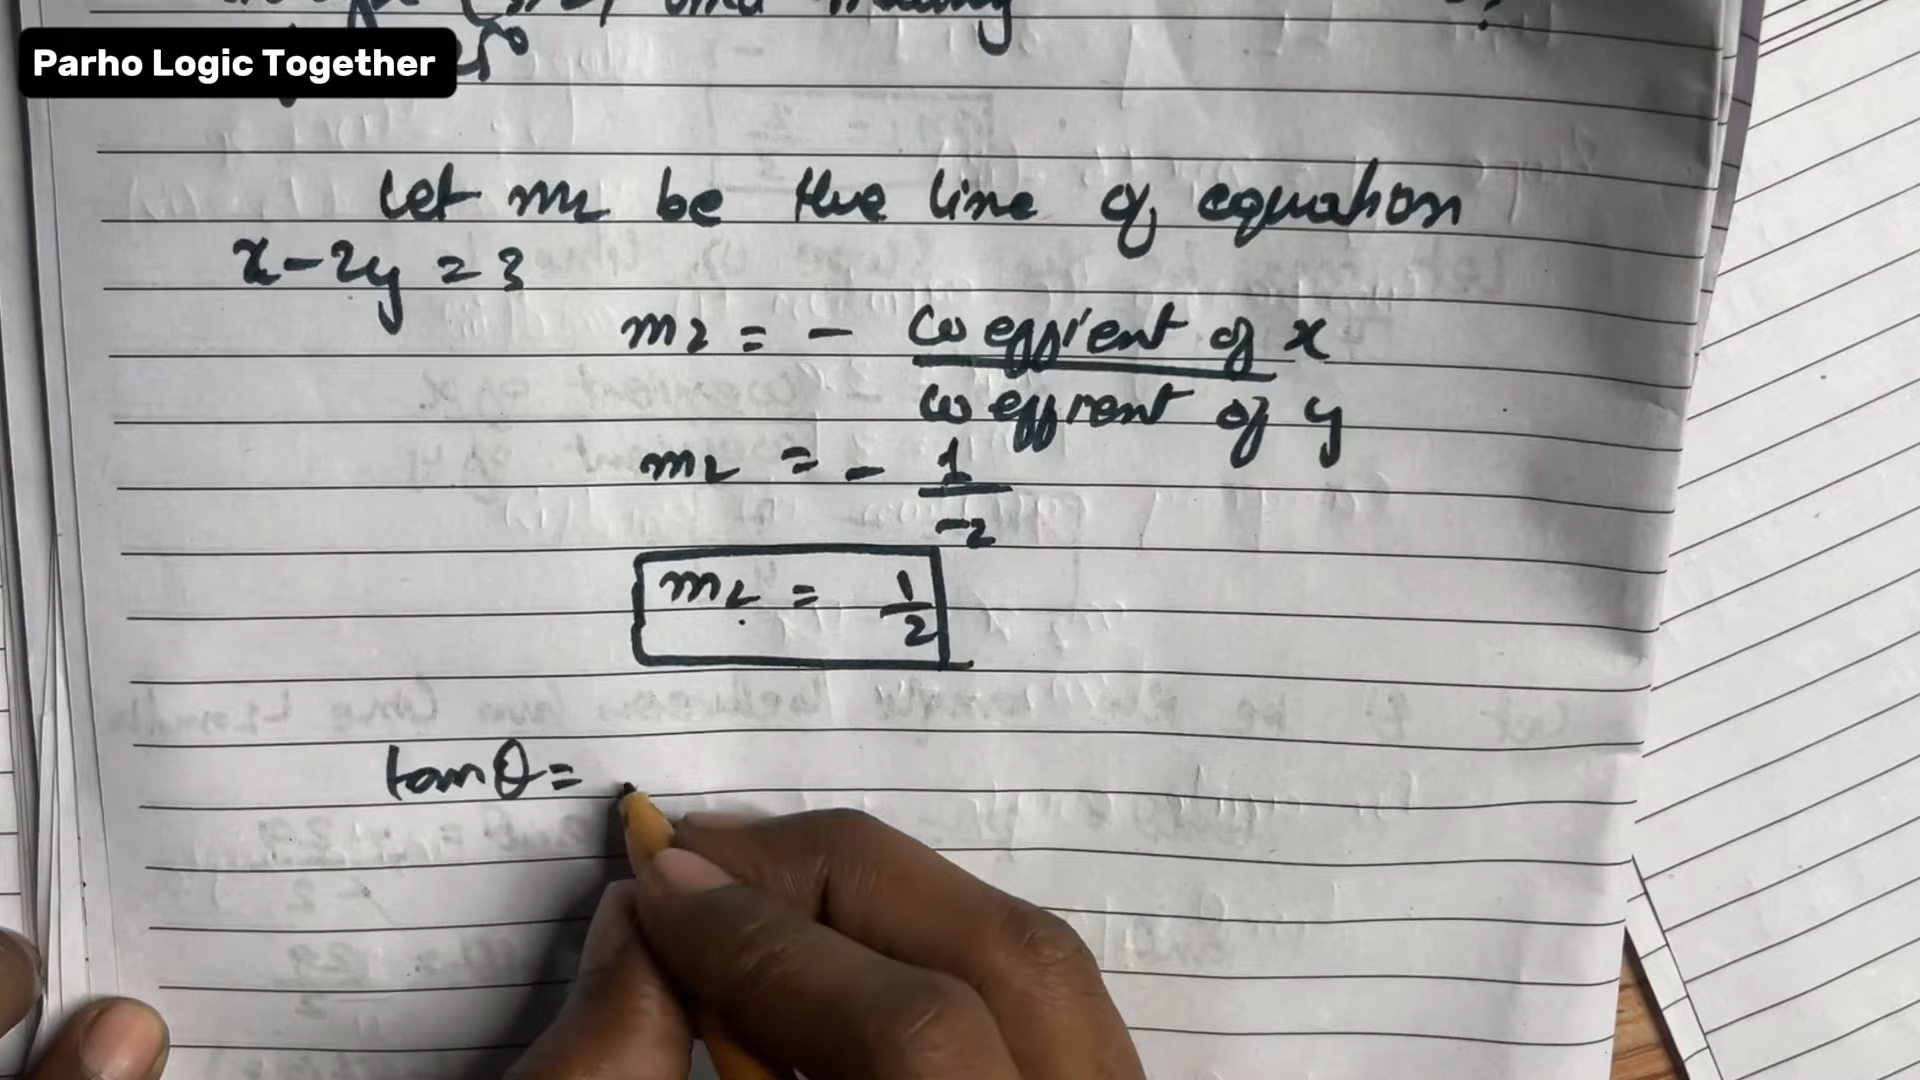 Parho Logic Together
Let m2 be the line of equation
x - 2y = 3
m2 = - coeffient of x
coeffient of y
m2 = - 1
-2
m2 = 1
2
tanθ =